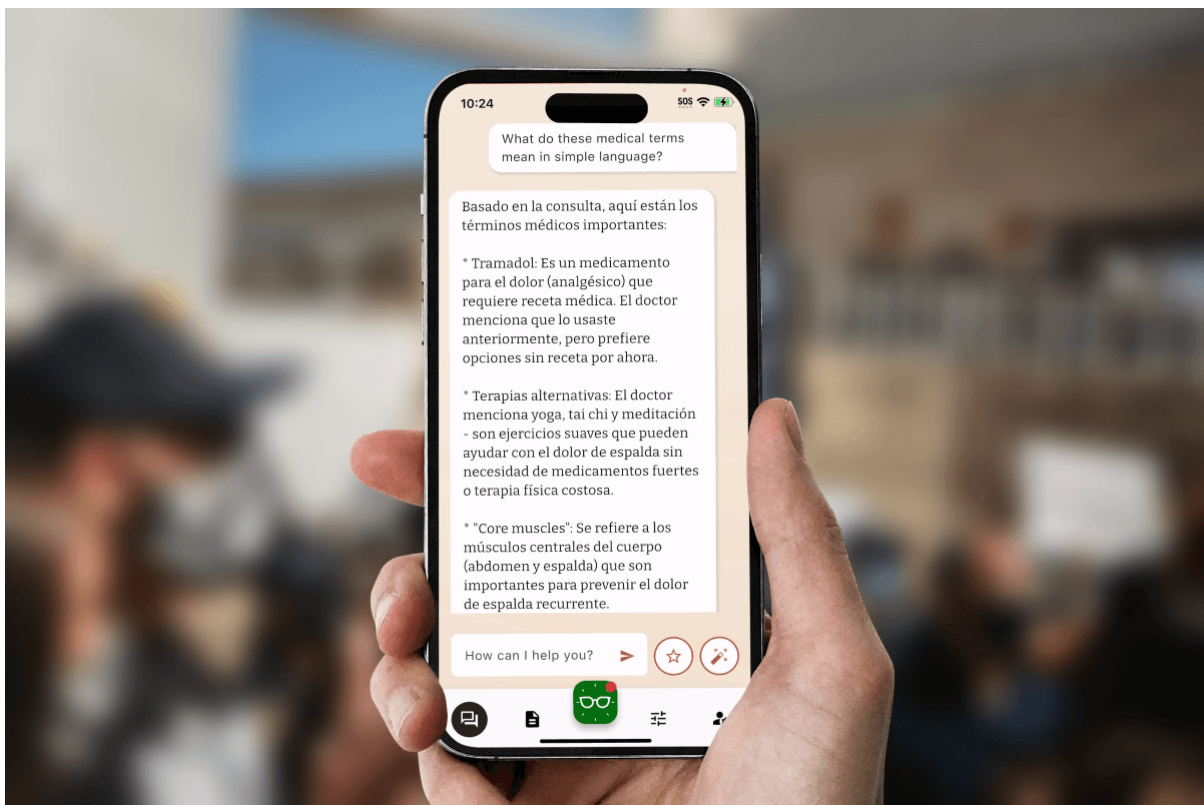 10:24
SOS
What do these medical terms
mean in simple language?
Basado en la consulta, aquí están los
términos médicos importantes:
* Tramadol: Es un medicamento
para el dolor (analgésico) que
requiere receta médica. El doctor
menciona que lo usaste
anteriormente, pero prefiere
opciones sin receta por ahora.
* Terapias alternativas: El doctor
menciona yoga, tai chi y meditación
- son ejercicios suaves que pueden
ayudar con el dolor de espalda sin
necesidad de medicamentos fuertes
o terapia física costosa.
* "Core muscles": Se refiere a los
músculos centrales del cuerpo
(abdomen y espalda) que son
importantes para prevenir el dolor
de espalda recurrente.
How can I help you?